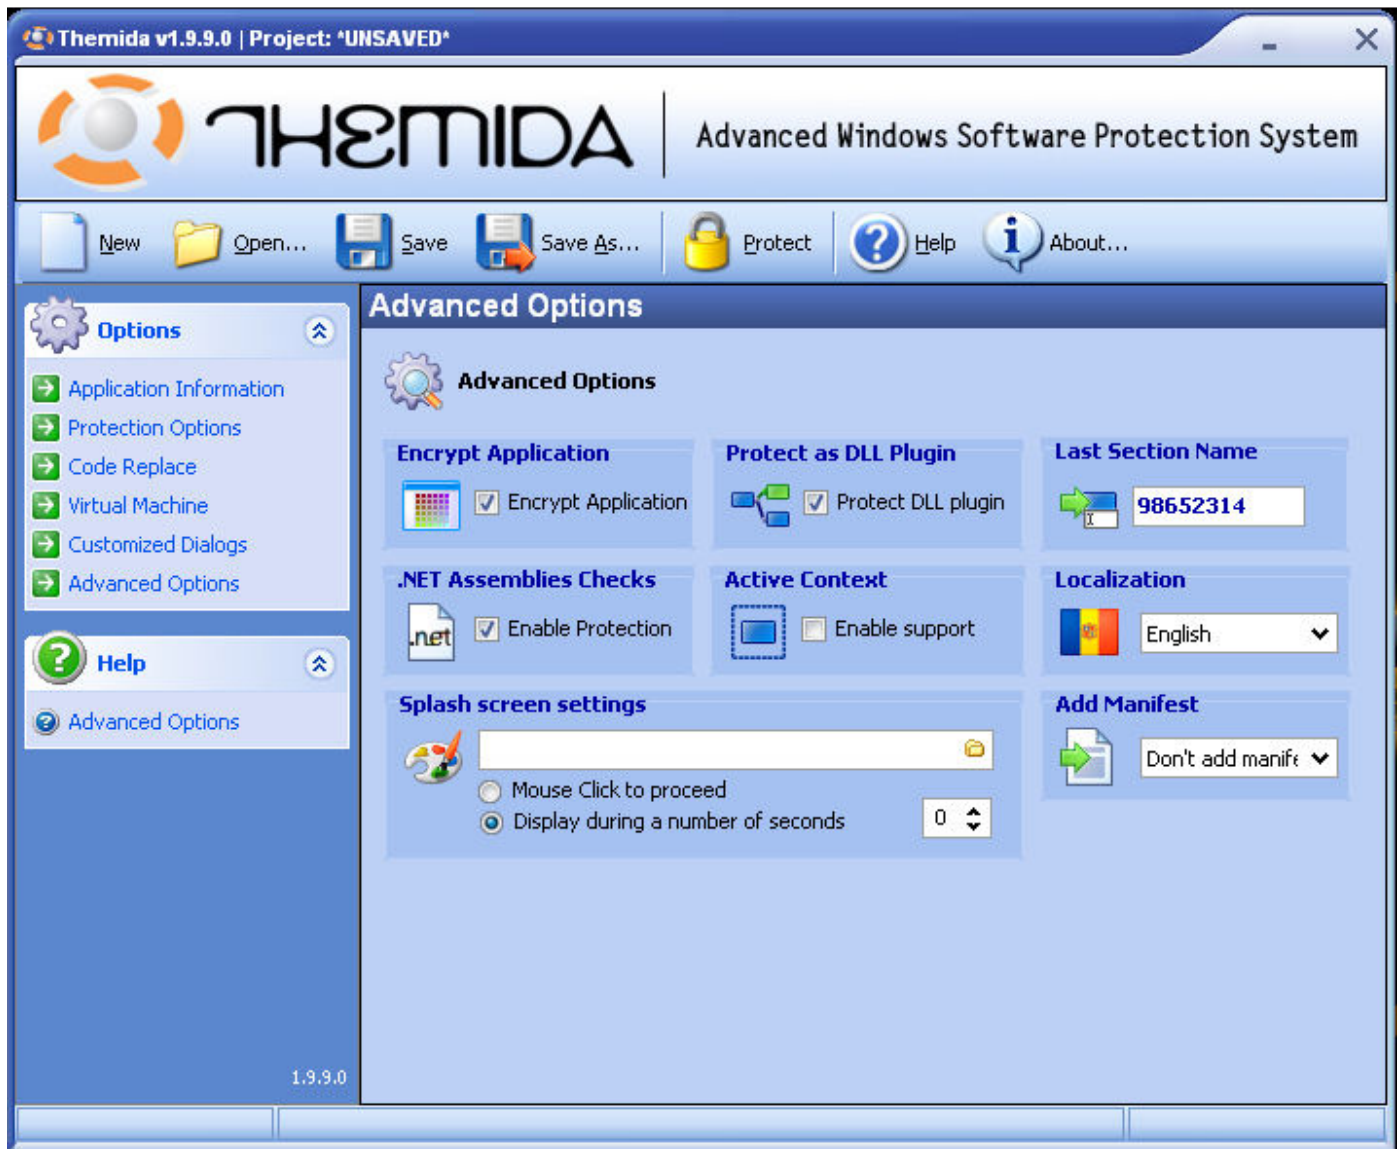 Themida v1.9.9.0 | Project: *UNSAVED*
THEMIDA
Advanced Windows Software Protection System
New Open... Save Save As... Protect Help About...
Options
Application Information
Protection Options
Code Replace
Virtual Machine
Customized Dialogs
Advanced Options
Help
Advanced Options
1.9.9.0
Advanced Options
Advanced Options
Encrypt Application
Encrypt Application
Protect as DLL Plugin
Protect DLL plugin
Last Section Name
98652314
.NET Assemblies Checks
.net
Enable Protection
Active Context
Enable support
Localization
English
Splash screen settings
Mouse Click to proceed
Display during a number of seconds
0
Add Manifest
Don't add manife